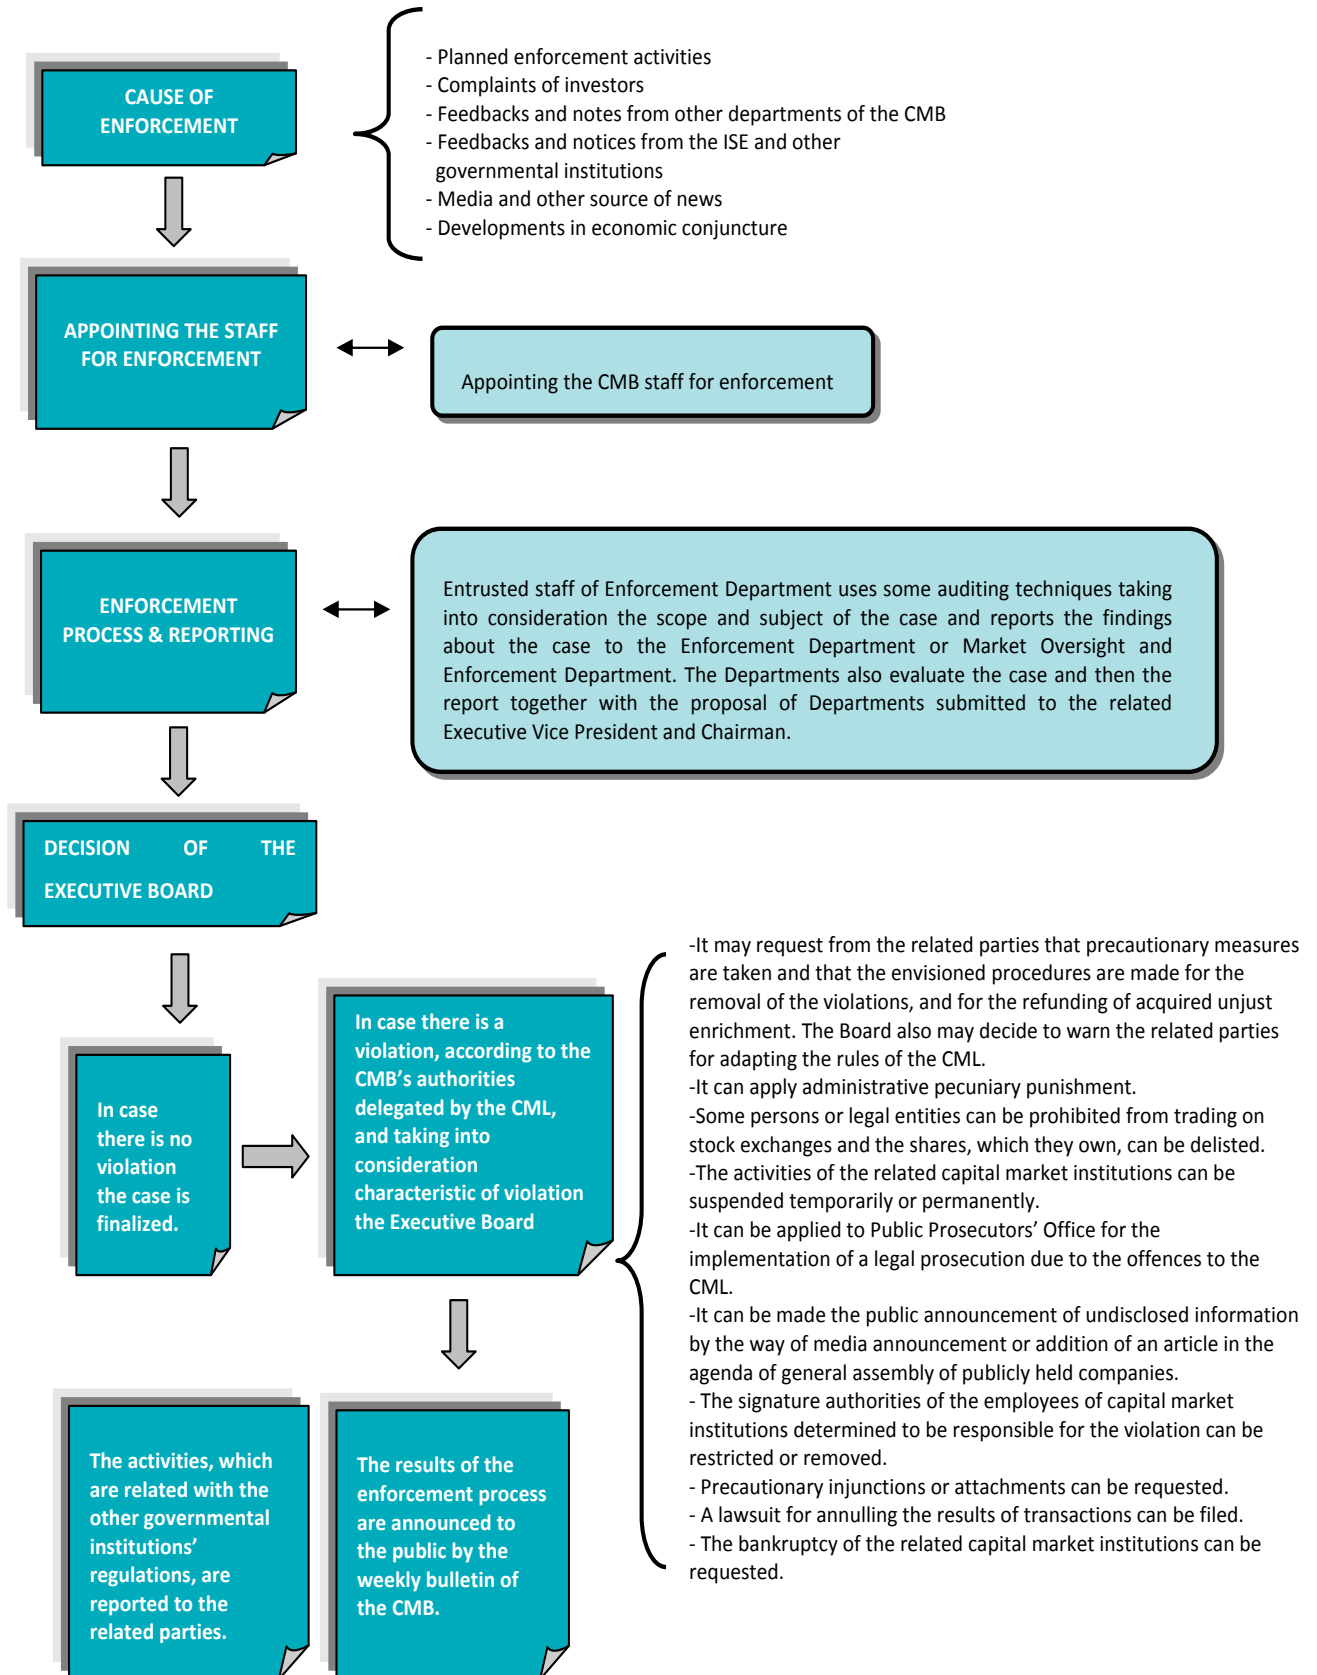 CAUSE OF
ENFORCEMENT
- Planned enforcement activities
- Complaints of investors
- Feedbacks and notes from other departments of the CMB
- Feedbacks and notices from the ISE and other
governmental institutions
- Media and other source of news
- Developments in economic conjuncture
APPOINTING THE STAFF
FOR ENFORCEMENT
Appointing the CMB staff for enforcement
ENFORCEMENT
PROCESS & REPORTING
Entrusted staff of Enforcement Department uses some auditing techniques taking
into consideration the scope and subject of the case and reports the findings
about the case to the Enforcement Department or Market Oversight and
Enforcement Department. The Departments also evaluate the case and then the
report together with the proposal of Departments submitted to the related
Executive Vice President and Chairman.
DECISION OF THE
EXECUTIVE BOARD
In case
there is no
violation
the case is
finalized.
In case there is a
violation, according to the
CMB's authorities
delegated by the CML,
and taking into
consideration
characteristic of violation
the Executive Board
-It may request from the related parties that precautionary measures
are taken and that the envisioned procedures are made for the
removal of the violations, and for the refunding of acquired unjust
enrichment. The Board also may decide to warn the related parties
for adapting the rules of the CML.
-It can apply administrative pecuniary punishment.
-Some persons or legal entities can be prohibited from trading on
stock exchanges and the shares, which they own, can be delisted.
-The activities of the related capital market institutions can be
suspended temporarily or permanently.
-It can be applied to Public Prosecutors' Office for the
implementation of a legal prosecution due to the offences to the
CML.
-It can be made the public announcement of undisclosed information
by the way of media announcement or addition of an article in the
agenda of general assembly of publicly held companies.
- The signature authorities of the employees of capital market
institutions determined to be responsible for the violation can be
restricted or removed.
- Precautionary injunctions or attachments can be requested.
- A lawsuit for annulling the results of transactions can be filed.
- The bankruptcy of the related capital market institutions can be
requested.
The activities, which
are related with the
other governmental
institutions'
regulations, are
reported to the
related parties.
The results of the
enforcement process
are announced to
the public by the
weekly bulletin of
the CMB.